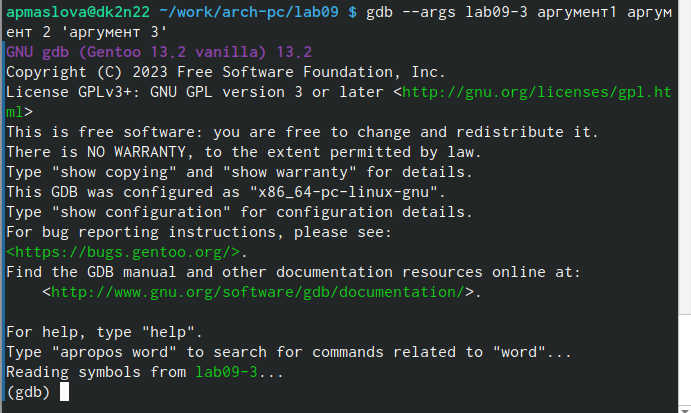 apmaslova@dk2n22 ~/work/arch-pc/lab09 $ gdb --args lab09-3 аргумент1 аргум
ент 2 'аргумент 3'
GNU gdb (Gentoo 13.2 vanilla) 13.2
Copyright (C) 2023 Free Software Foundation, Inc.
License GPLv3+: GNU GPL version 3 or later <http://gnu.org/licenses/gpl.ht
ml>
This is free software: you are free to change and redistribute it.
There is NO WARRANTY, to the extent permitted by law.
Type "show copying" and "show warranty" for details.
This GDB was configured as "x86_64-pc-linux-gnu".
Type "show configuration" for configuration details.
For bug reporting instructions, please see:
<https://bugs.gentoo.org/>.
Find the GDB manual and other documentation resources online at:
    <http://www.gnu.org/software/gdb/documentation/>.

For help, type "help".
Type "apropos word" to search for commands related to "word"...
Reading symbols from lab09-3...
(gdb)